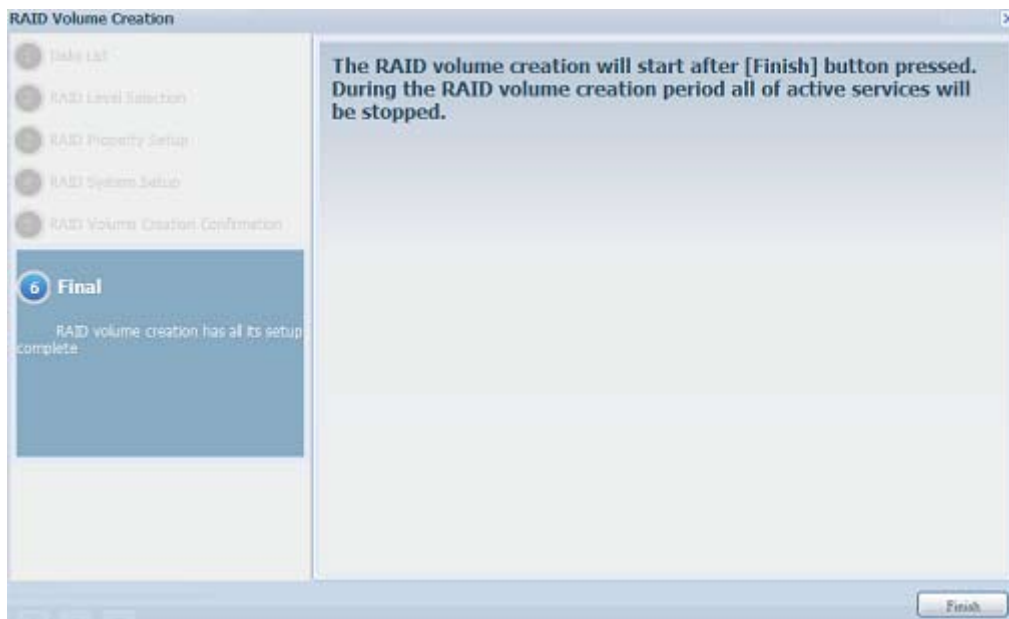 RAID Volume Creation
Disks List
RAID Level Selection
RAID Property Setup
RAID System Setup
RAID Volume Creation Confirmation
6 Final
RAID volume creation has all its setup
complete
The RAID volume creation will start after [Finish] button pressed.
During the RAID volume creation period all of active services will
be stopped.
Finish